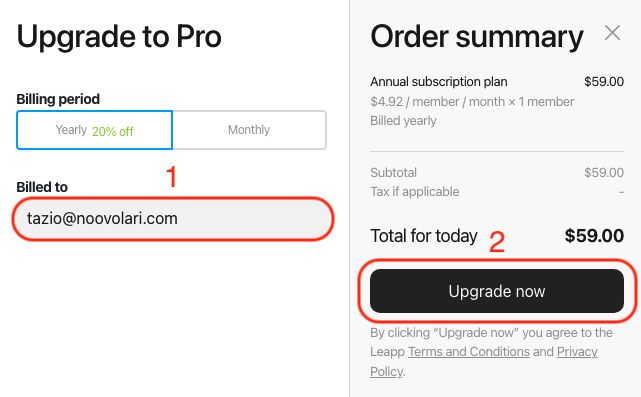 Upgrade to Pro
Billing period
Yearly 20% off
Monthly
1
Billed to
tazio@noovolari.com
Order summary
Annual subscription plan $59.00
$4.92 / member / month × 1 member
Billed yearly
Subtotal $59.00
Tax if applicable -
Total for today $59.00
2
Upgrade now
By clicking “Upgrade now” you agree to the
Leapp Terms and Conditions and Privacy
Policy.